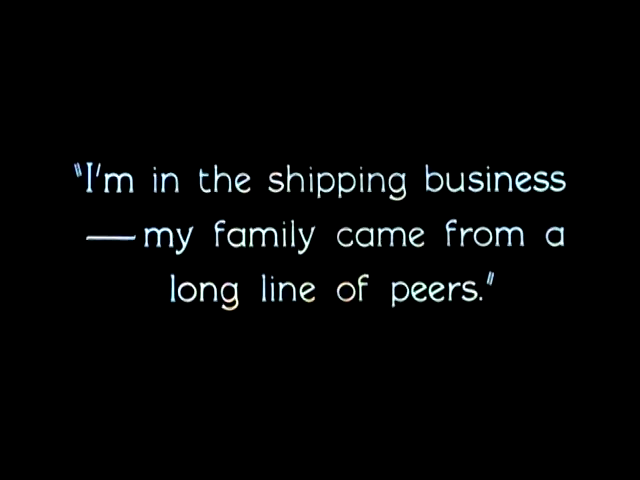 "I'm in the shipping business
—my family came from a
long line of peers."